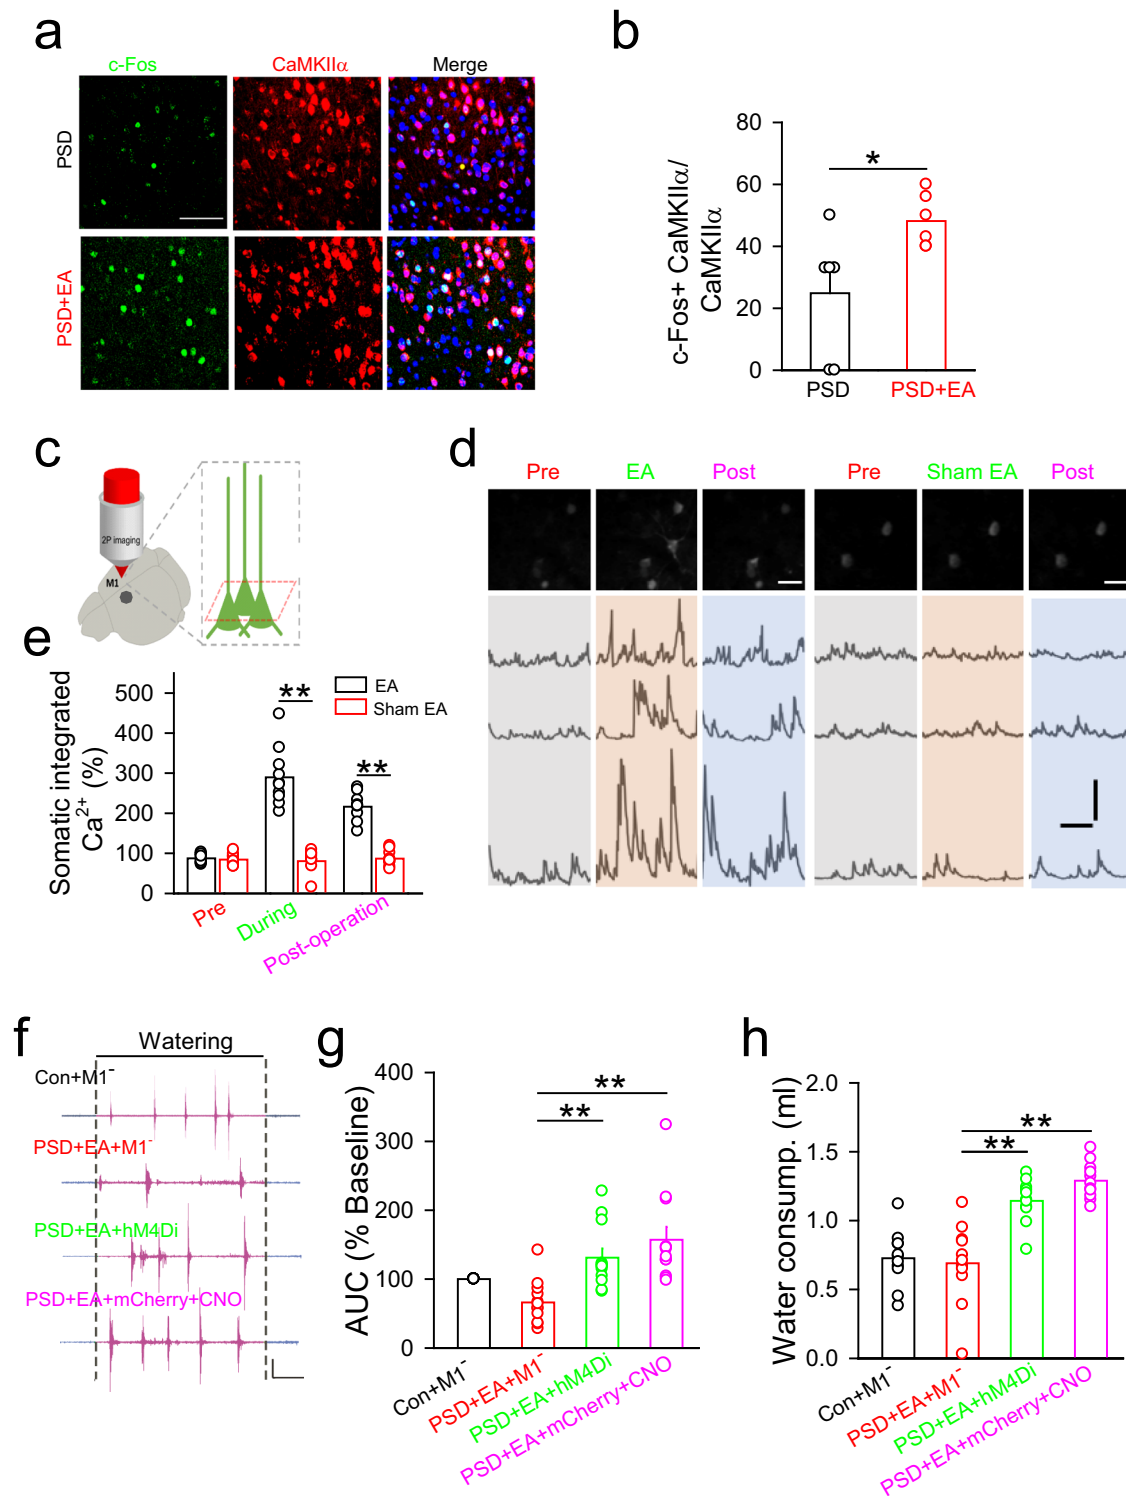 a
c-Fos
CaMKIIα
Merge
PSD
PSD+EA
b
c-Fos+ CaMKIIα/
CaMKIIα
80
60
40
20
0
*
PSD
PSD+EA
c
2P imaging
M1
d
Pre
EA
Post
Pre
Sham EA
Post
e
Somatic integrated
Ca2+ (%)
500
400
300
200
100
0
**
**
EA
Sham EA
Pre
During
Post-operation
f
Watering
Con+M1-
PSD+EA+M1-
PSD+EA+hM4Di
PSD+EA+mCherry+CNO
g
AUC (% Baseline)
400
300
200
100
0
**
**
Con+M1-
PSD+EA+M1-
PSD+EA+hM4Di
PSD+EA+mCherry+CNO
h
Water consump. (ml)
2.0
1.5
1.0
0.5
0.0
**
**
Con+M1-
PSD+EA+M1-
PSD+EA+hM4Di
PSD+EA+mCherry+CNO